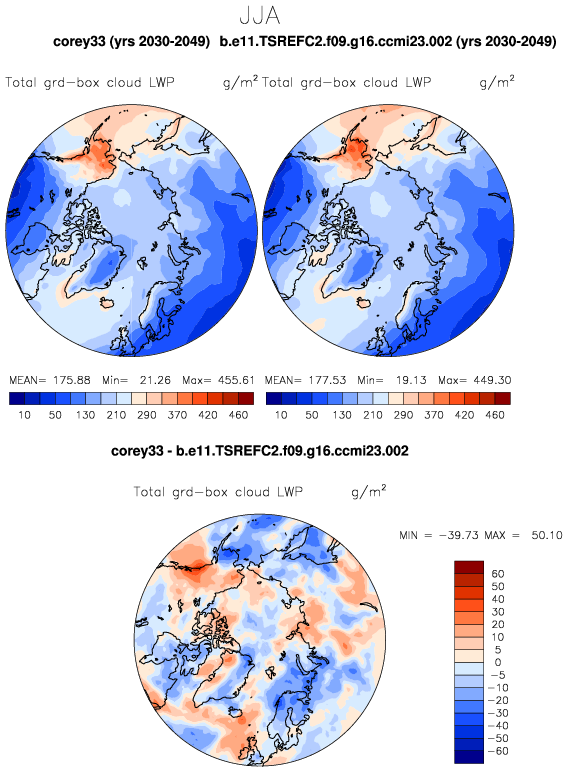 JJA
corey33 (yrs 2030-2049) b.e11.TSREFC2.f09.g16.ccmi23.002 (yrs 2030-2049)
Total grd-box cloud LWP g/m² Total grd-box cloud LWP g/m²
MEAN= 175.88 Min= 21.26 Max= 455.61 MEAN= 177.53 Min= 19.13 Max= 449.30
10 50 130 210 290 370 420 460 10 50 130 210 290 370 420 460
corey33 - b.e11.TSREFC2.f09.g16.ccmi23.002
Total grd-box cloud LWP g/m²
MIN = -39.73 MAX = 50.10
60
50
40
30
20
10
5
0
-5
-10
-20
-30
-40
-50
-60